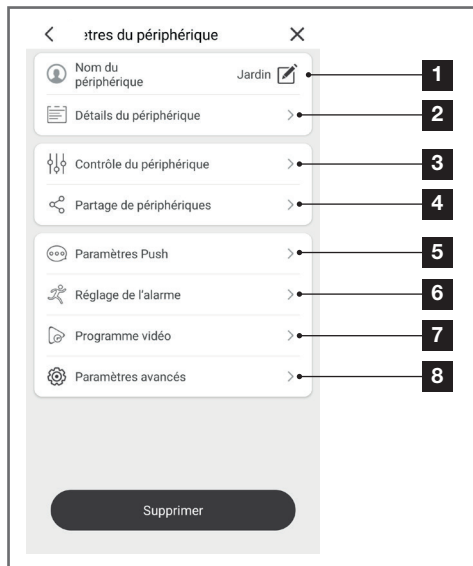 ètres du périphérique
Nom du
périphérique
Jardin
1
Détails du périphérique
2
Contrôle du périphérique
3
Partage de périphériques
4
Paramètres Push
5
Réglage de l'alarme
6
Programme vidéo
7
Paramètres avancés
8
Supprimer